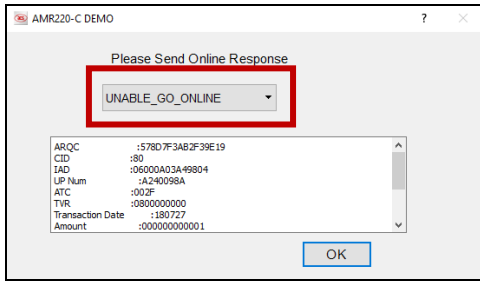 AMR220-C DEMO ?
Please Send Online Response
UNABLE_GO_ONLINE
ARQC :578D7F3AB2F39E19
CID :80
IAD :06000A03A49804
UP Num :A240098A
ATC :002F
TVR :0800000000
Transaction Date :180727
Amount :000000000001
OK